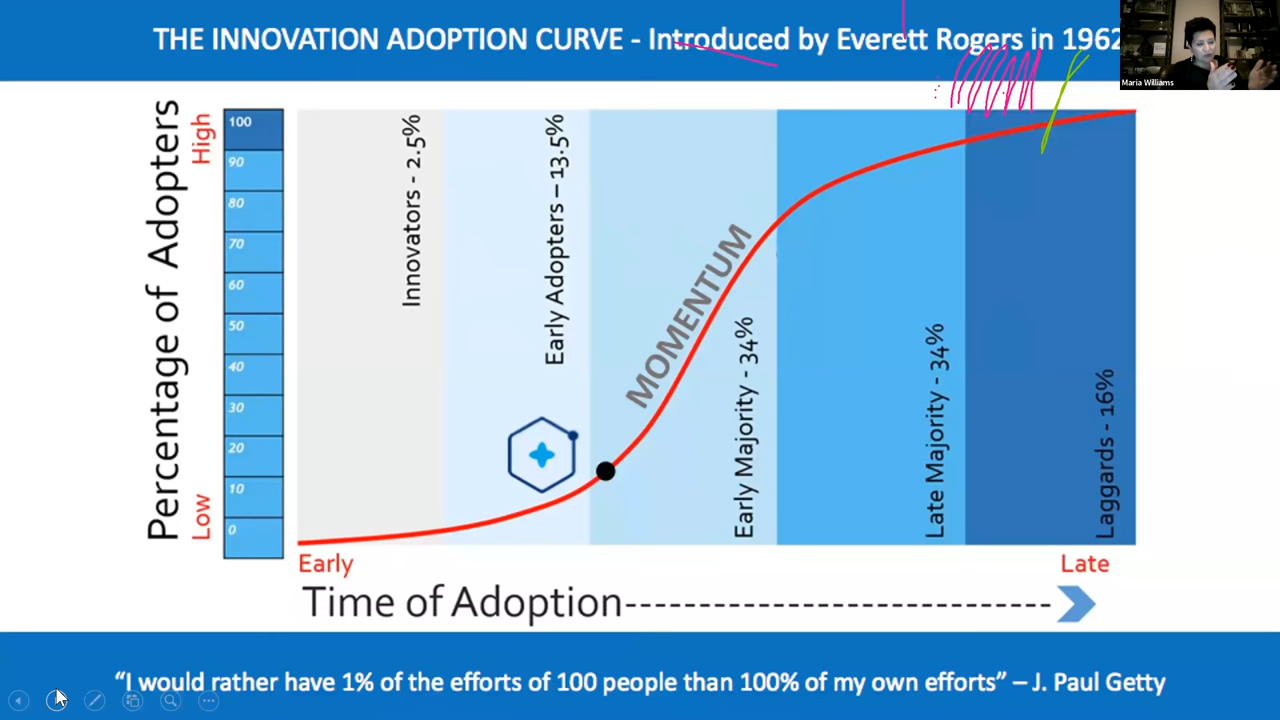 THE INNOVATION ADOPTION CURVE - Introduced by Everett Rogers in 1962
Maria Williams
Percentage of Adopters
High
Low
100
90
80
70
60
50
40
30
20
10
0
Innovators - 2.5%
Early Adopters – 13.5%
MOMENTUM
Early Majority - 34%
Late Majority - 34%
Laggards - 16%
Early
Late
Time of Adoption
“I would rather have 1% of the efforts of 100 people than 100% of my own efforts” – J. Paul Getty